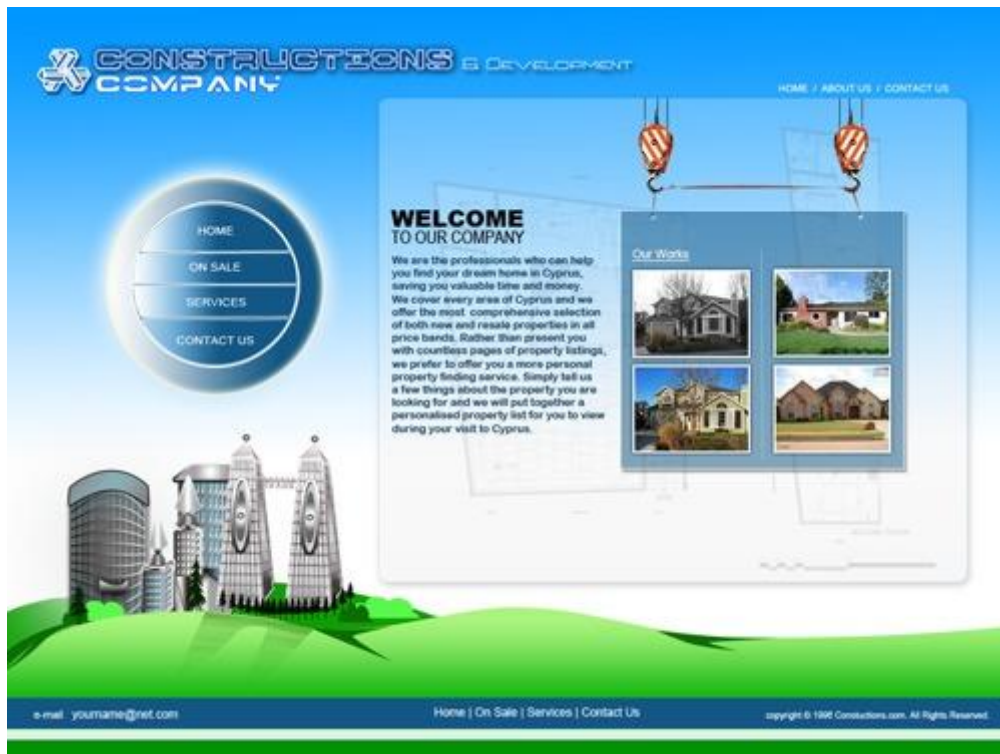 CONSTRUCTIONS & DEVELOPMENT
COMPANY
HOME / ABOUT US / CONTACT US
HOME
ON SALE
SERVICES
CONTACT US
WELCOME
TO OUR COMPANY
We are the professionals who can help
you find your dream home in Cyprus,
saving you valuable time and money.
We cover every area of Cyprus and we
offer the most comprehensive selection
of both new and resale properties in all
price bands. Rather than present you
with countless pages of property listings,
we prefer to offer you a more personal
property finding service. Simply tell us
a few things about the property you are
looking for and we will put together a
personalised property list for you to view
during your visit to Cyprus.
Our Works
e-mail yourname@net.com
Home | On Sale | Services | Contact Us
copyright © 1998 Constuctions.com. All Rights Reserved.